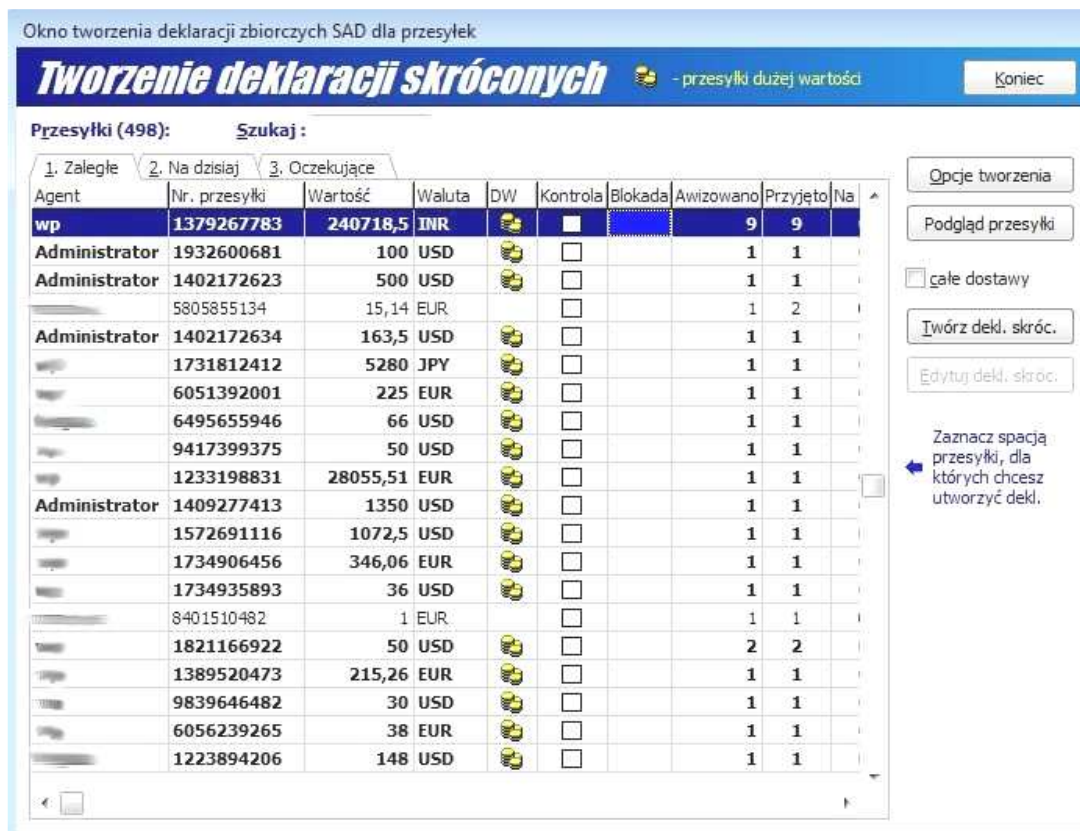 Okno tworzenia deklaracji zbiorczych SAD dla przesyłek
Tworzenie deklaracji skróconych - przesyłki dużej wartości Koniec
Przesyłki (498): Szukaj :
1. Zaległe 2. Na dzisiaj 3. Oczekujące
Opcje tworzenia
Agent Nr. przesyłki Wartość Waluta DW Kontrola Blokada Awizowano Przyjęto Na
wp 1379267783 240718,5 INR 9 9
Podgląd przesyłki
Administrator 1932600681 100 USD 1 1
Administrator 1402172623 500 USD 1 1
całe dostawy
5805855134 15,14 EUR 1 2
Administrator 1402172634 163,5 USD 1 1
Twórz dekl. skróc.
1731812412 5280 JPY 1 1
Edytuj dekl. skróc.
6051392001 225 EUR 1 1
6495655946 66 USD 1 1
9417399375 50 USD 1 1
1233198831 28055,51 EUR 1 1
Zaznacz spacją
przesyłki, dla
których chcesz
utworzyć dekl.
Administrator 1409277413 1350 USD 1 1
1572691116 1072,5 USD 1 1
1734906456 346,06 EUR 1 1
1734935893 36 USD 1 1
8401510482 1 EUR 1 1
1821166922 50 USD 2 2
1389520473 215,26 EUR 1 1
9839646482 30 USD 1 1
6056239265 38 EUR 1 1
1223894206 148 USD 1 1